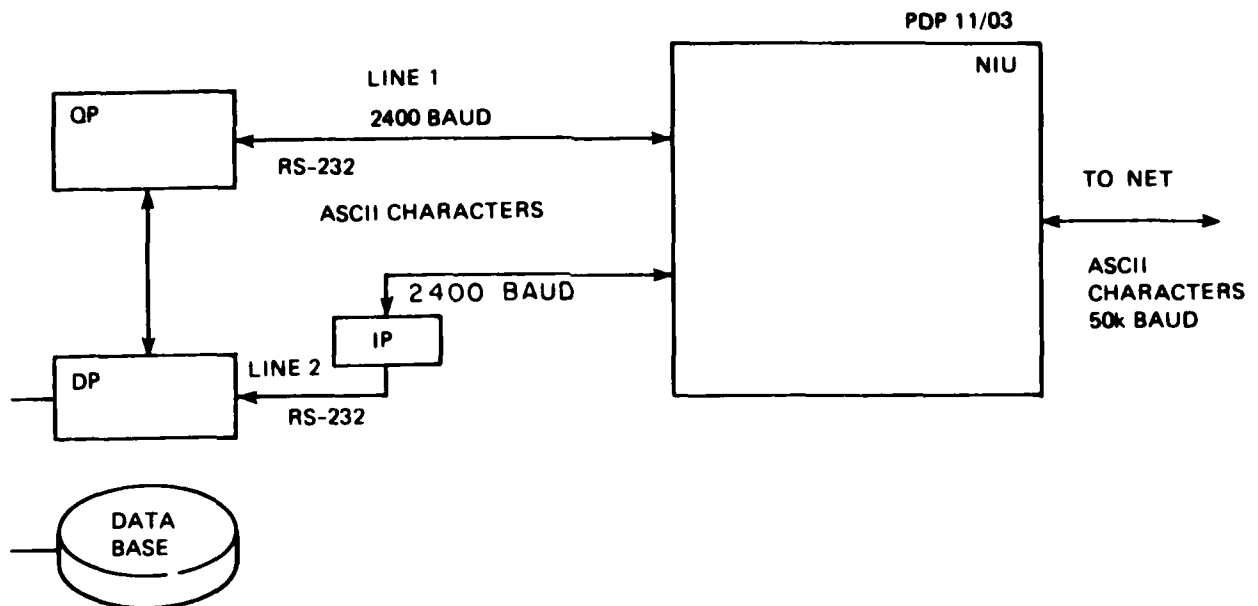 PDP 11/03
NIU
LINE 1
2400 BAUD
QP
RS-232
ASCII CHARACTERS
TO NET
ASCII
CHARACTERS
50k BAUD
2400 BAUD
IP
DP
LINE 2
RS-232
DATA
BASE